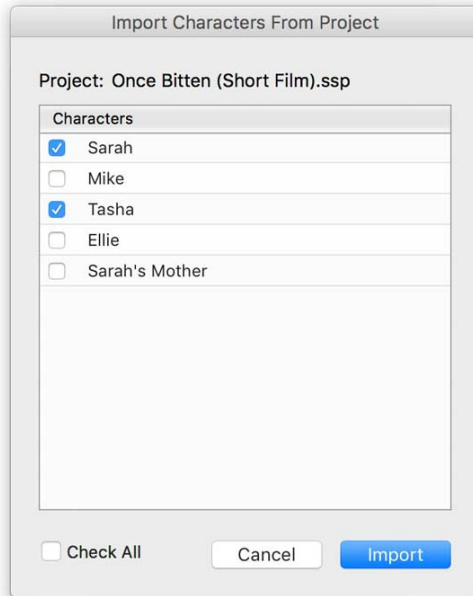 Import Characters From Project
Project: Once Bitten (Short Film).ssp
Characters
Sarah
Mike
Tasha
Ellie
Sarah's Mother
Check All Cancel Import